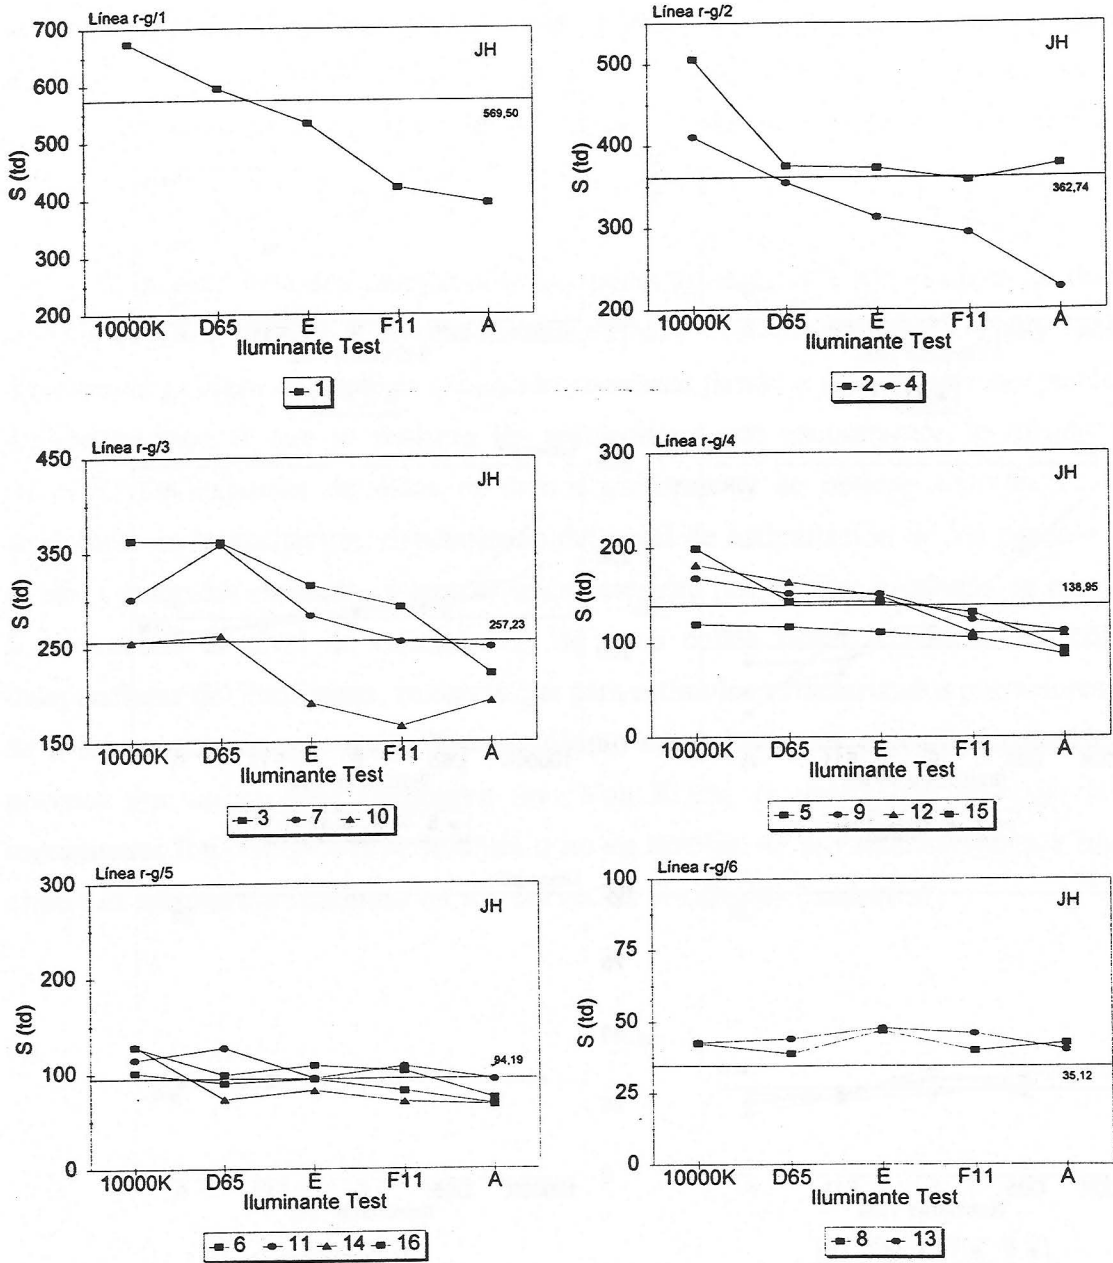 Línea r-g/1
JH
700
600
500
400
300
200
S (td)
569,50
10000K D65 E F11 A
Iluminante Test
1
Línea r-g/2
JH
500
400
300
200
S (td)
362,74
10000K D65 E F11 A
Iluminante Test
2 4
Línea r-g/3
JH
450
350
250
150
S (td)
257,23
10000K D65 E F11 A
Iluminante Test
3 7 10
Línea r-g/4
JH
300
200
100
0
S (td)
138,95
10000K D65 E F11 A
Iluminante Test
5 9 12 15
Línea r-g/5
JH
300
200
100
0
S (td)
94,19
10000K D65 E F11 A
Iluminante Test
6 11 14 16
Línea r-g/6
JH
100
75
50
25
0
S (td)
35,12
10000K D65 E F11 A
Iluminante Test
8 13